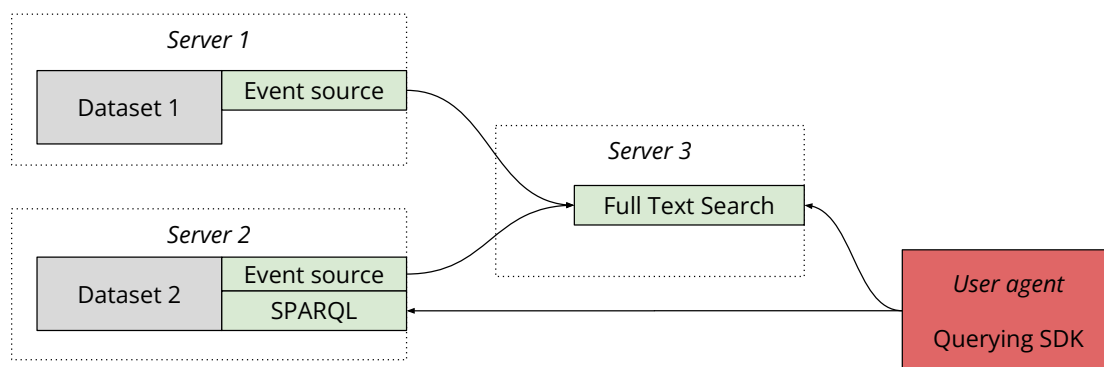 Server 1
Dataset 1
Event source
Server 3
Full Text Search
Server 2
Dataset 2
Event source
SPARQL
User agent
Querying SDK